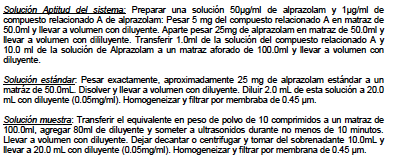 Solución Aptitud del sistema: Preparar una solución 50µg/ml de alprazolam y 1µg/ml de
compuesto relacionado A de alprazolam: Pesar 5 mg del compuesto relacionado A en matraz de
50.0ml y llevar a volumen con diluyente. Aparte pesar 25mg de alprazolam en matraz de 50.0ml y
llevar a volumen con dililuyente. Transferir 1.0ml de la solución del compuesto relacionado A y
10.0 ml de la solución de Alprazolam a un matraz aforado de 100.0ml y llevar a volumen con
diluyente.
Solución estándar: Pesar exactamente, aproximadamente 25 mg de alprazolam estándar a un
matráz de 50.0mL. Disolver y llevar a volumen con diluyente. Diluir 2.0 mL de esta solución a 20.0
mL con diluyente (0.05mg/ml). Homogeneizar y filtrar por membraba de 0.45 µm.
Solución muestra: Transferir el equivalente en peso de polvo de 10 comprimidos a un matraz de
100.0ml, agregar 80ml de diluyente y someter a ultrasonidos durante no menos de 10 minutos.
Llevar a volumen con diluyente. Dejar decantar o centrifugar y tomar del sobrenadante 10.0mL y
llevar a 20.0 mL con diluyente (0.05mg/ml). Homogeneizar y filtrar por membrana de 0.45 µm.